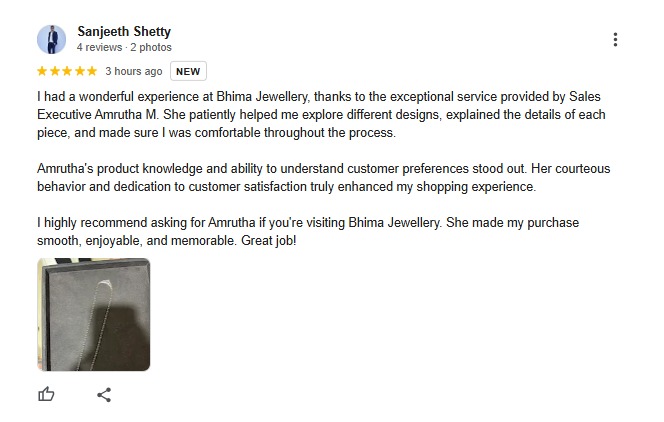 Sanjeeth Shetty
4 reviews · 2 photos
3 hours ago NEW
I had a wonderful experience at Bhima Jewellery, thanks to the exceptional service provided by Sales
Executive Amrutha M. She patiently helped me explore different designs, explained the details of each
piece, and made sure I was comfortable throughout the process.
Amrutha's product knowledge and ability to understand customer preferences stood out. Her courteous
behavior and dedication to customer satisfaction truly enhanced my shopping experience.
I highly recommend asking for Amrutha if you're visiting Bhima Jewellery. She made my purchase
smooth, enjoyable, and memorable. Great job!